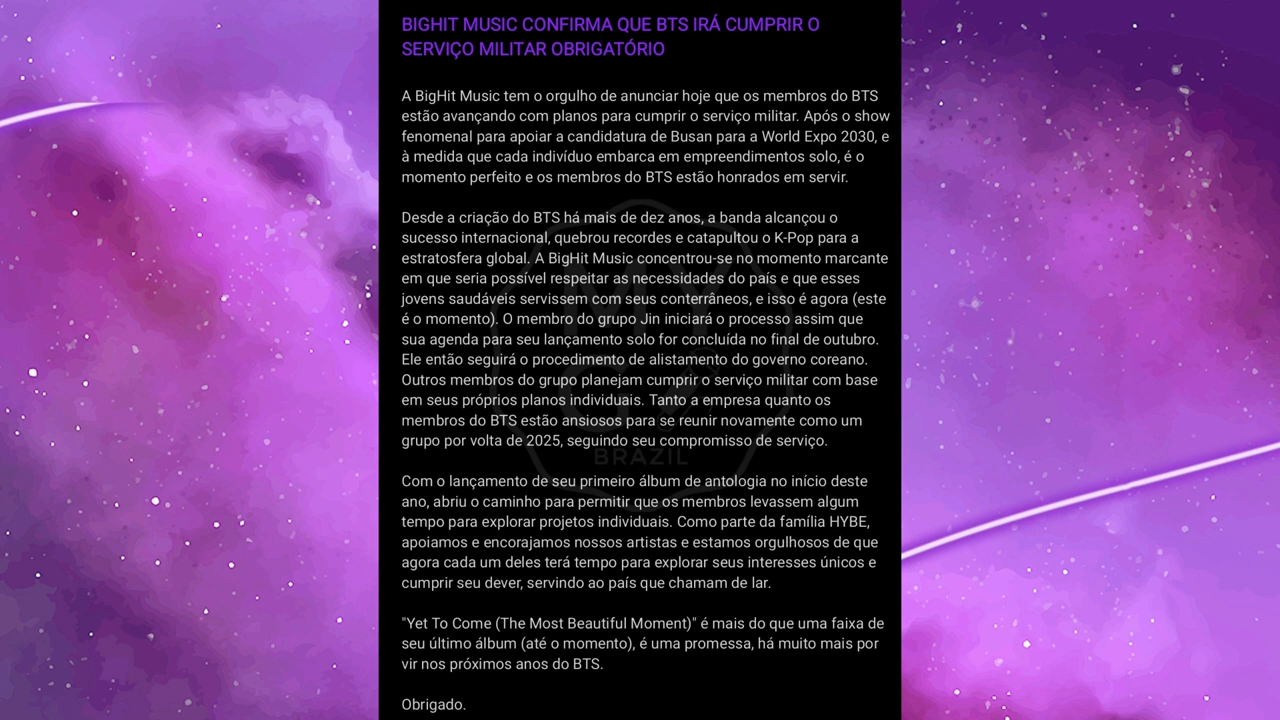 BIGHIT MUSIC CONFIRMA QUE BTS IRÁ CUMPRIR O
SERVIÇO MILITAR OBRIGATÓRIO
A BigHit Music tem o orgulho de anunciar hoje que os membros do BTS
estão avançando com planos para cumprir o serviço militar. Após o show
fenomenal para apoiar a candidatura de Busan para a World Expo 2030, e
à medida que cada indivíduo embarca em empreendimentos solo, é o
momento perfeito e os membros do BTS estão honrados em servir.
Desde a criação do BTS há mais de dez anos, a banda alcançou o
sucesso internacional, quebrou recordes e catapultou o K-Pop para a
estratosfera global. A BigHit Music concentrou-se no momento marcante
em que seria possível respeitar as necessidades do país e que esses
jovens saudáveis servissem com seus conterrâneos, e isso é agora (este
é o momento). O membro do grupo Jin iniciará o processo assim que
sua agenda para seu lançamento solo for concluída no final de outubro.
Ele então seguirá o procedimento de alistamento do governo coreano.
Outros membros do grupo planejam cumprir o serviço militar com base
em seus próprios planos individuais. Tanto a empresa quanto os
membros do BTS estão ansiosos para se reunir novamente como um
grupo por volta de 2025, seguindo seu compromisso de serviço.
BRAZIL
Com o lançamento de seu primeiro álbum de antologia no início deste
ano, abriu o caminho para permitir que os membros levassem algum
tempo para explorar projetos individuais. Como parte da família HYBE,
apoiamos e encorajamos nossos artistas e estamos orgulhosos de que
agora cada um deles terá tempo para explorar seus interesses únicos e
cumprir seu dever, servindo ao país que chamam de lar.
"Yet To Come (The Most Beautiful Moment)" é mais do que uma faixa de
seu último álbum (até o momento), é uma promessa, há muito mais por
vir nos próximos anos do BTS.
Obrigado.